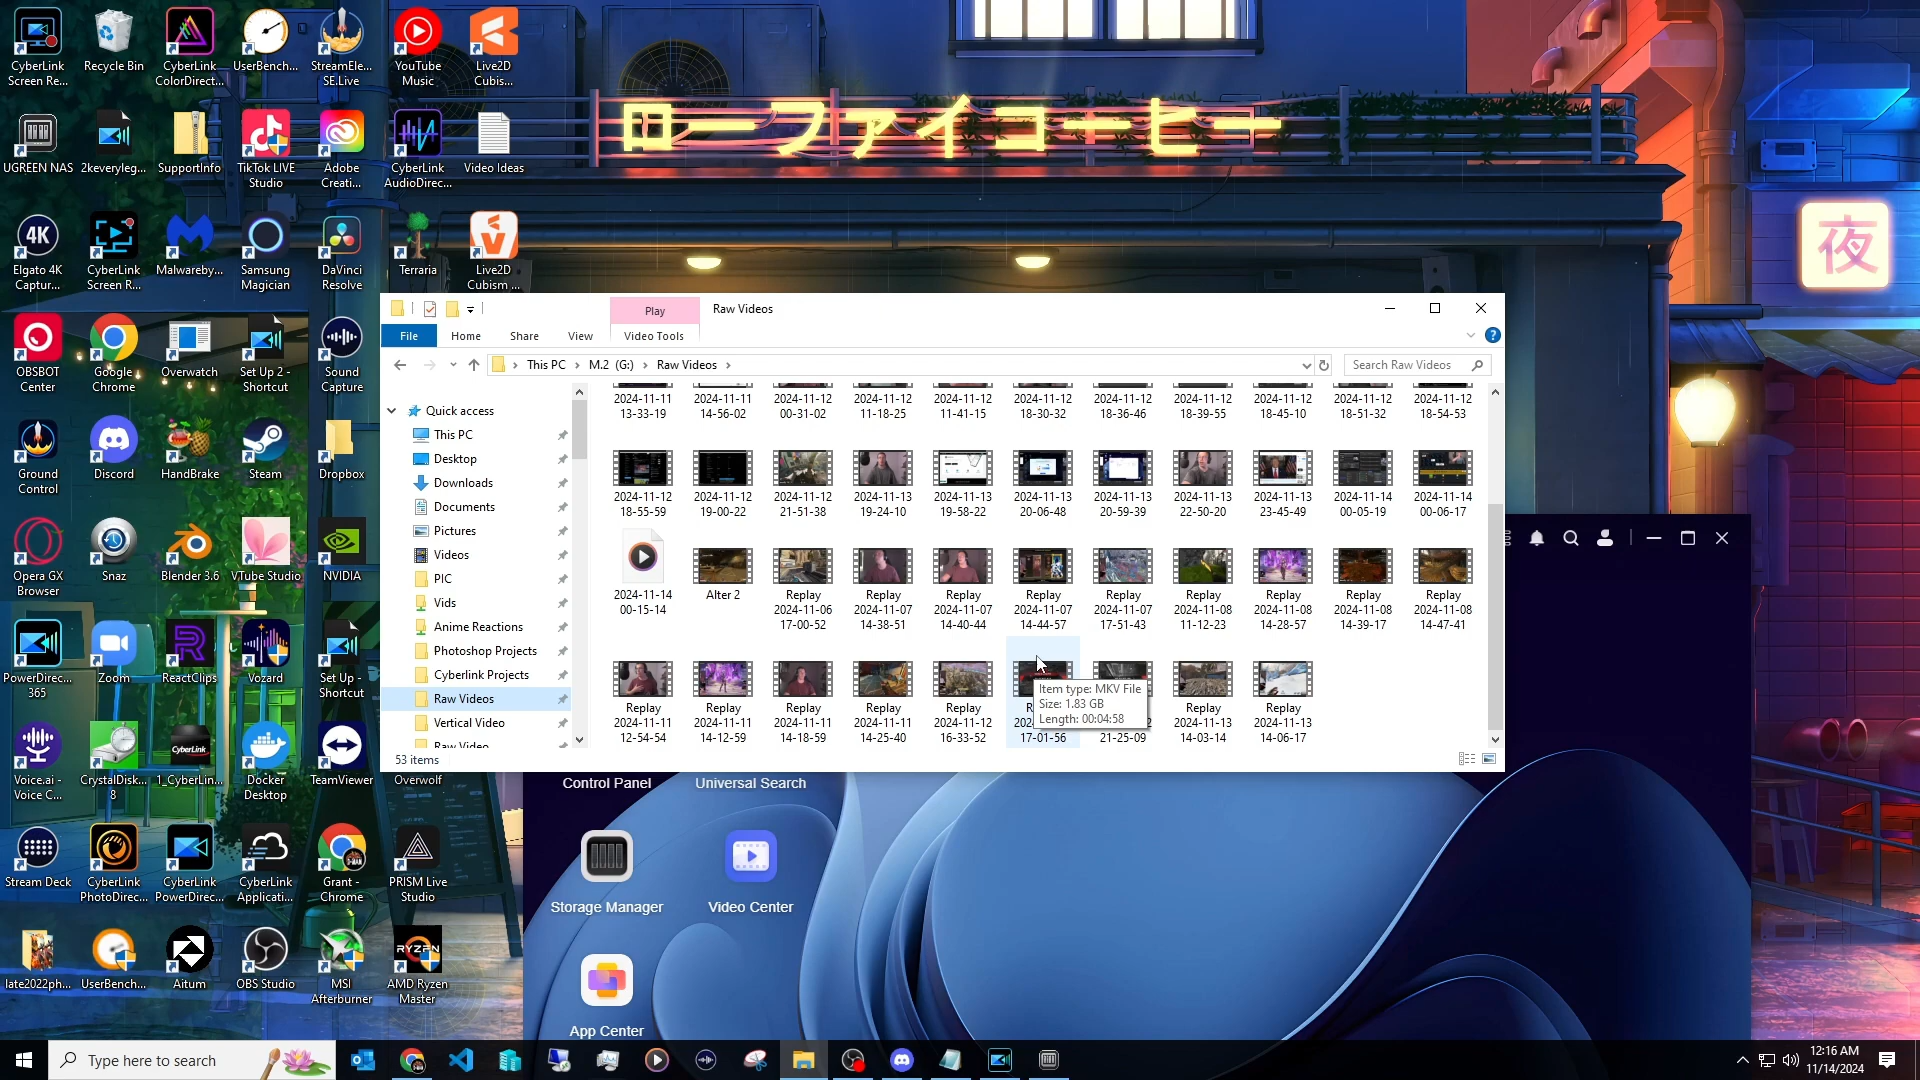 CyberLink Screen Re...
Recycle Bin
CyberLink ColorDirect...
UserBench...
StreamEle... SE.Live
YouTube Music
Live2D Cubis...
UGREEN NAS
2keveryleg...
SupportInfo
TikTok LIVE Studio
Adobe Creati...
CyberLink AudioDirec...
Video Ideas
ローファイコーヒー
夜
4K
Elgato 4K Captur...
CyberLink Screen R...
Malwareby...
Samsung Magician
DaVinci Resolve
Terraria
Live2D Cubism ...
OBSBOT Center
Google Chrome
Overwatch
Set Up 2 - Shortcut
Sound Capture
Ground Control
Discord
HandBrake
Steam
Dropbox
Opera GX Browser
Snaz
Blender 3.6
VTube Studio
NVIDIA
PowerDirec... 365
Zoom
ReactClips
Vozard
Set Up - Shortcut
Voice.ai - Voice C...
CrystalDisk... 8
CyberLink
1_CyberLin...
Docker Desktop
TeamViewer
Overwolf
Stream Deck
CyberLink PhotoDirec...
CyberLink PowerDirec...
CyberLink Applicati...
Grant - Chrome
PRISM Live Studio
late2022ph...
UserBench...
Aitum
OBS Studio
MSI Afterburner
RYZEN
AMD Ryzen Master
Play
Raw Videos
File
Home
Share
View
Video Tools
This PC
M.2 (G:)
Raw Videos
Search Raw Videos
Quick access
This PC
Desktop
Downloads
Documents
Pictures
Videos
PIC
Vids
Anime Reactions
Photoshop Projects
Cyberlink Projects
Raw Videos
Vertical Video
Raw Video
2024-11-11 13-33-19
2024-11-11 14-56-02
2024-11-12 00-31-02
2024-11-12 11-18-25
2024-11-12 11-41-15
2024-11-12 18-30-32
2024-11-12 18-36-46
2024-11-12 18-39-55
2024-11-12 18-45-10
2024-11-12 18-51-32
2024-11-12 18-54-53
2024-11-12 18-55-59
2024-11-12 19-00-22
2024-11-12 21-51-38
2024-11-13 19-24-10
2024-11-13 19-58-22
2024-11-13 20-06-48
2024-11-13 20-59-39
2024-11-13 22-50-20
2024-11-13 23-45-49
2024-11-14 00-05-19
2024-11-14 00-06-17
2024-11-14 00-15-14
Alter 2
Replay 2024-11-06 17-00-52
Replay 2024-11-07 14-38-51
Replay 2024-11-07 14-40-44
Replay 2024-11-07 14-44-57
Replay 2024-11-07 17-51-43
Replay 2024-11-08 11-12-23
Replay 2024-11-08 14-28-57
Replay 2024-11-08 14-39-17
Replay 2024-11-08 14-47-41
Replay 2024-11-11 12-54-54
Replay 2024-11-11 14-12-59
Replay 2024-11-11 14-18-59
Replay 2024-11-11 14-25-40
Replay 2024-11-12 16-33-52
17-01-56
21-25-09
Replay 2024-11-13 14-03-14
Replay 2024-11-13 14-06-17
Item type: MKV File
Size: 1.83 GB
Length: 00:04:58
53 items
Control Panel
Universal Search
Storage Manager
Video Center
App Center
Type here to search
12:16 AM
11/14/2024